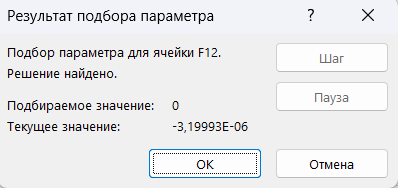 Результат подбора параметра
?
Подбор параметра для ячейки F12.
Решение найдено.
Шаг
Пауза
Подбираемое значение: 0
Текущее значение: -3,19993E-06
ОК
Отмена